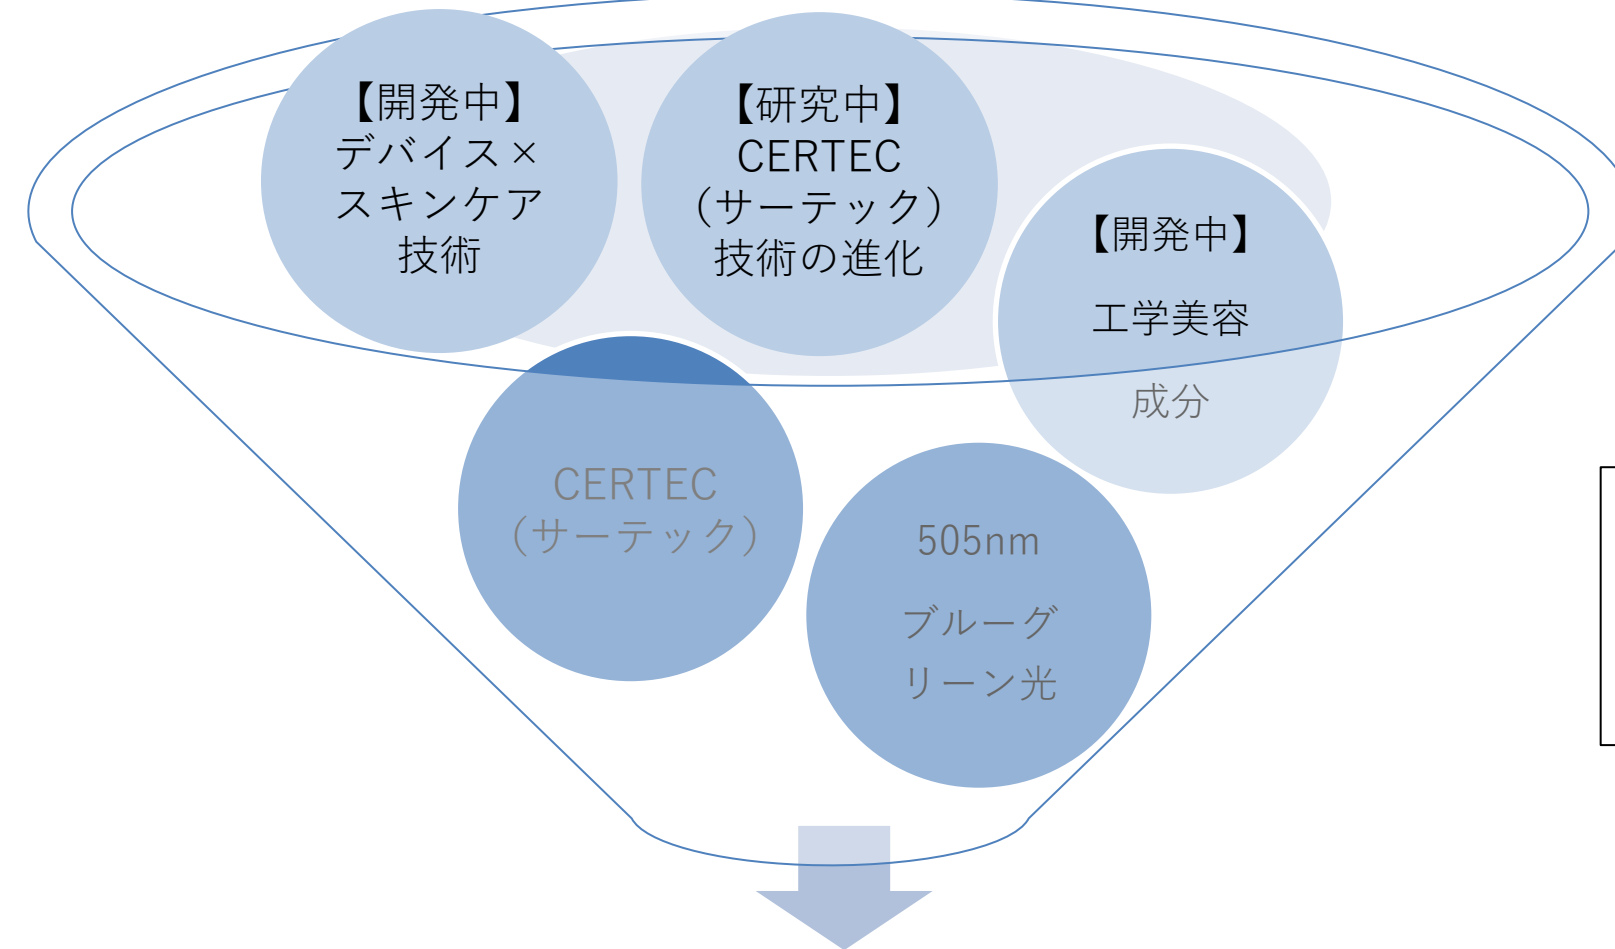 【開発中】
デバイス×
スキンケア
技術
【研究中】
CERTEC
（サーテック）
技術の進化
【開発中】
工学美容
成分
CERTEC
（サーテック）
505nm
ブルーグ
リーン光